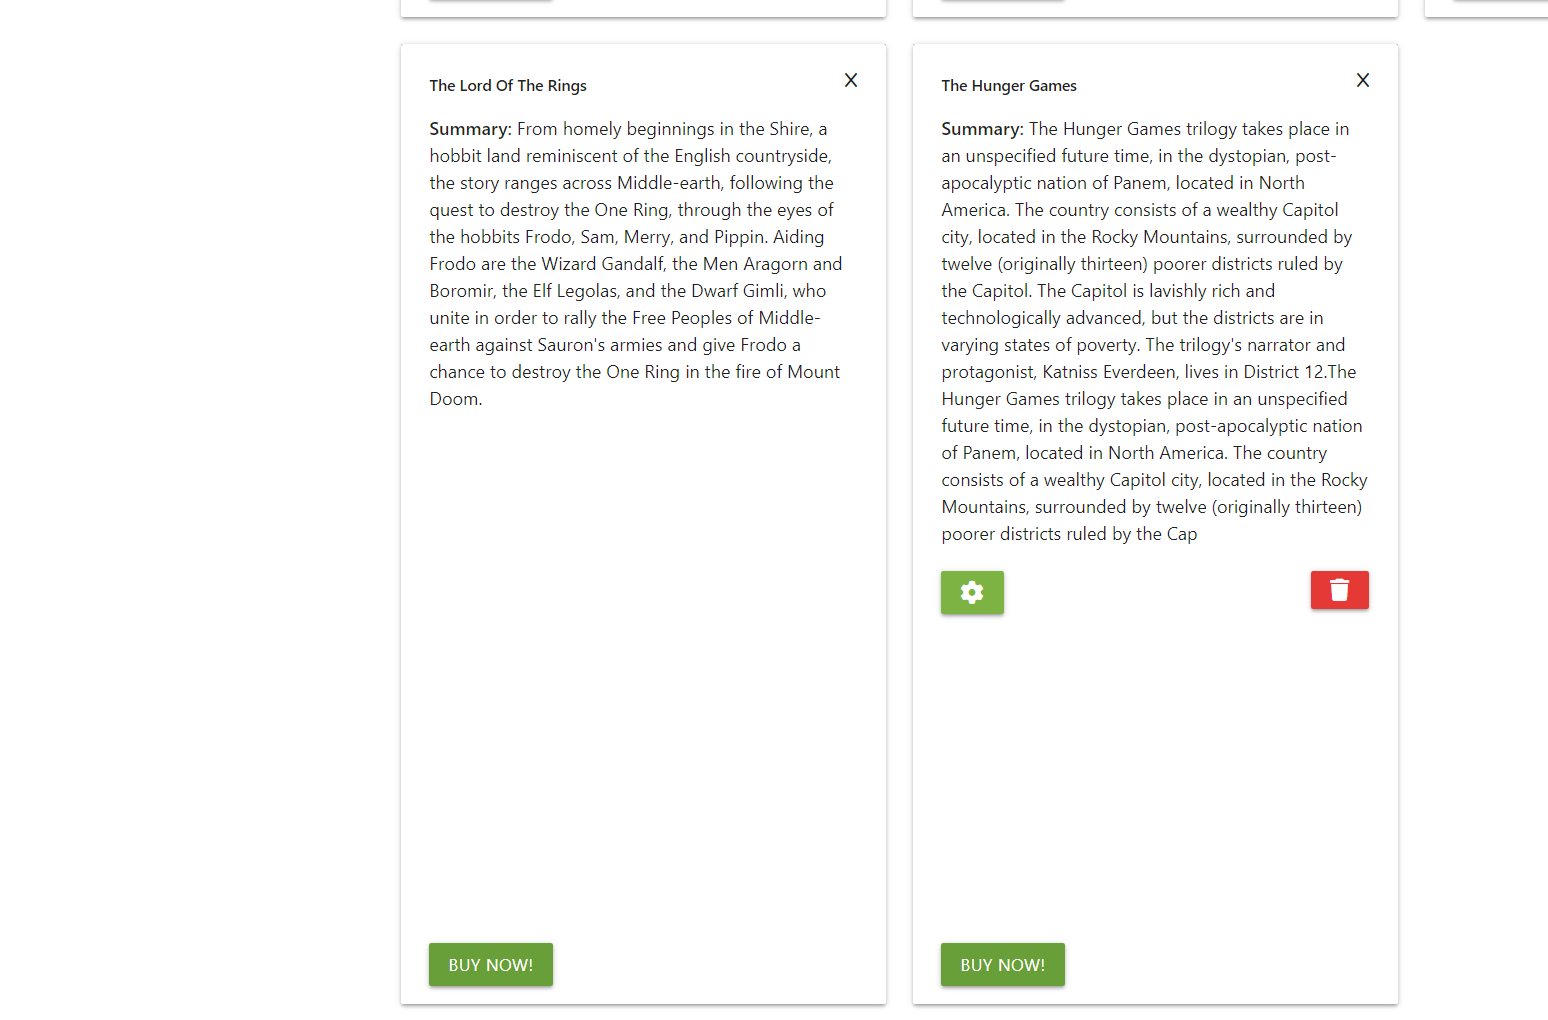 The Lord Of The Rings
X
Summary: From homely beginnings in the Shire, a
hobbit land reminiscent of the English countryside,
the story ranges across Middle-earth, following the
quest to destroy the One Ring, through the eyes of
the hobbits Frodo, Sam, Merry, and Pippin. Aiding
Frodo are the Wizard Gandalf, the Men Aragorn and
Boromir, the Elf Legolas, and the Dwarf Gimli, who
unite in order to rally the Free Peoples of Middle-
earth against Sauron's armies and give Frodo a
chance to destroy the One Ring in the fire of Mount
Doom.
BUY NOW!
The Hunger Games
X
Summary: The Hunger Games trilogy takes place in
an unspecified future time, in the dystopian, post-
apocalyptic nation of Panem, located in North
America. The country consists of a wealthy Capitol
city, located in the Rocky Mountains, surrounded by
twelve (originally thirteen) poorer districts ruled by
the Capitol. The Capitol is lavishly rich and
technologically advanced, but the districts are in
varying states of poverty. The trilogy's narrator and
protagonist, Katniss Everdeen, lives in District 12.The
Hunger Games trilogy takes place in an unspecified
future time, in the dystopian, post-apocalyptic nation
of Panem, located in North America. The country
consists of a wealthy Capitol city, located in the Rocky
Mountains, surrounded by twelve (originally thirteen)
poorer districts ruled by the Cap
BUY NOW!